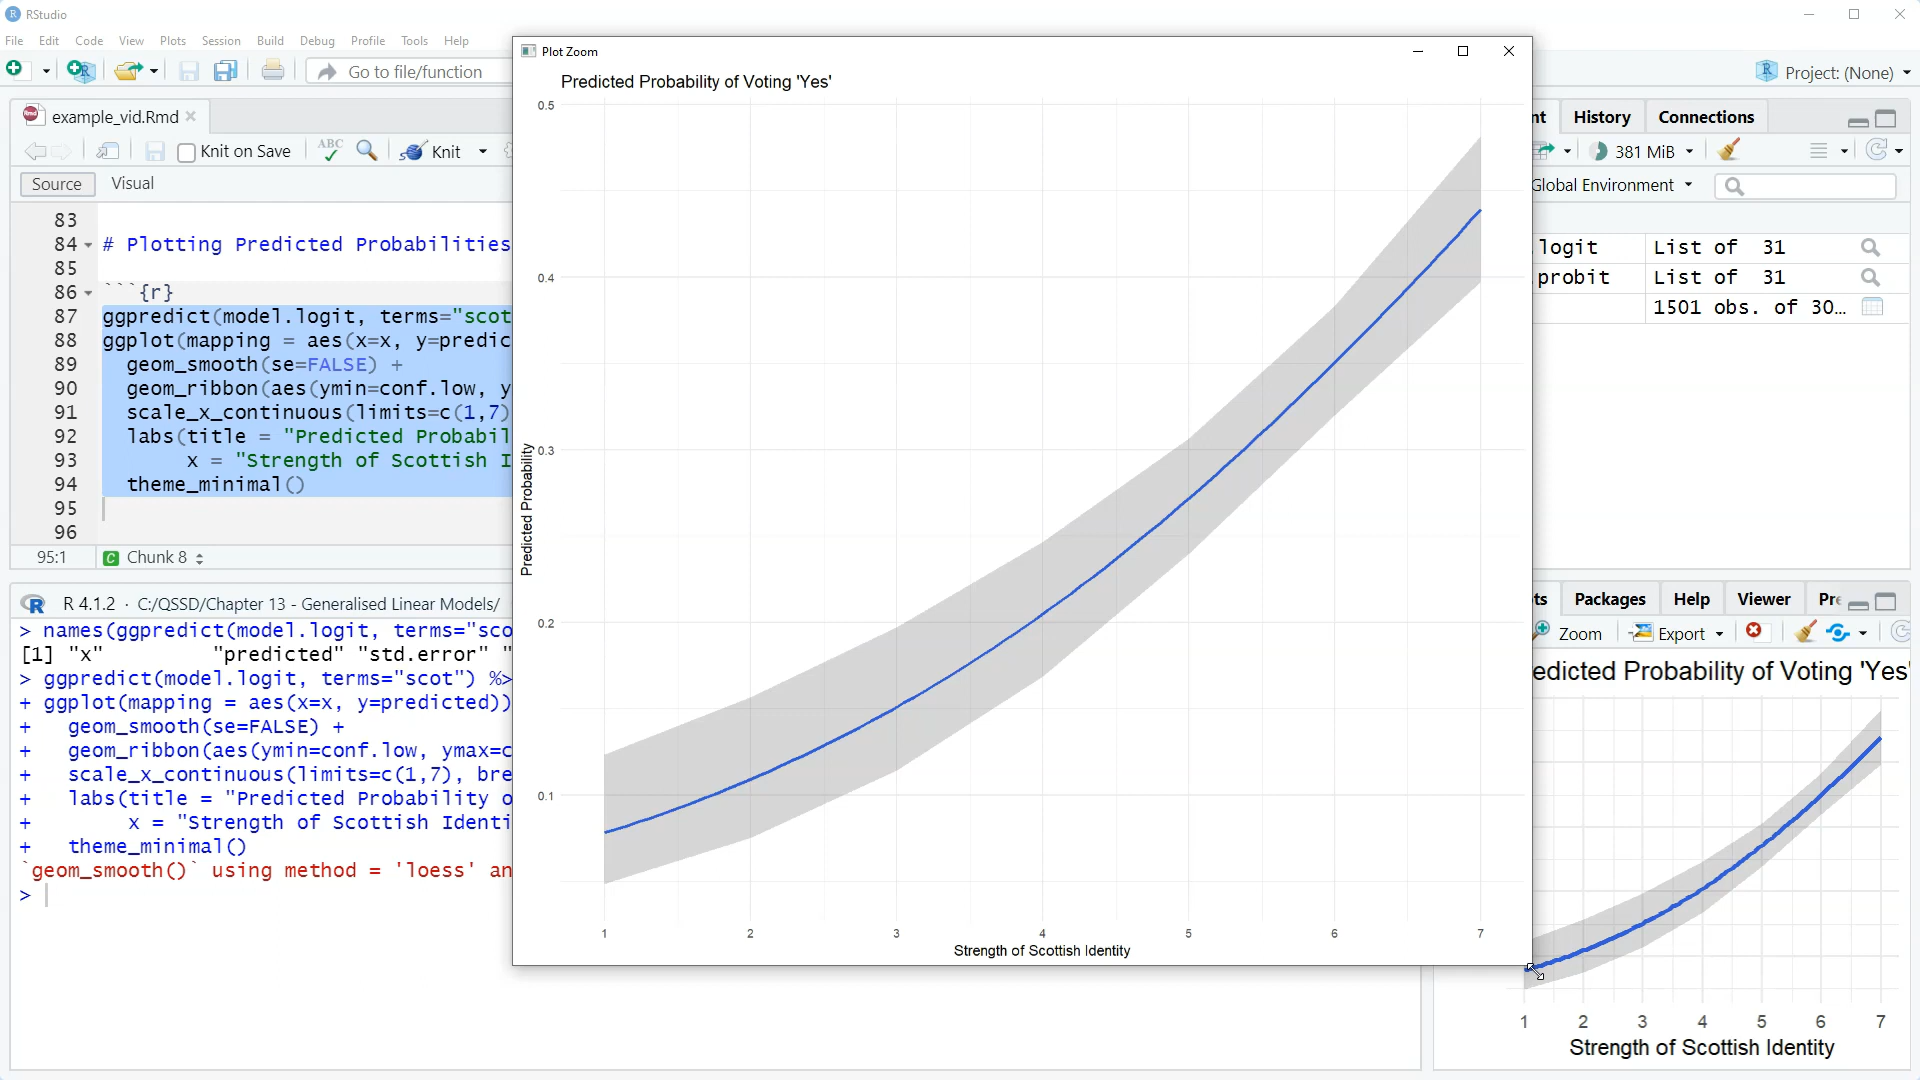 RStudio
File Edit Code View Plots Session Build Debug Profile Tools Help
Go to file/function
Project: (None)
example_vid.Rmd
Knit on Save
ABC
Knit
Source
Visual
83
84 # Plotting Predicted Probabilities
85
86 ```{r}
87 ggpredict(model.logit, terms="scot
88 ggplot(mapping = aes(x=x, y=predic
89 geom_smooth(se=FALSE) +
90 geom_ribbon(aes(ymin=conf.low, y
91 scale_x_continuous(limits=c(1,7)
92 labs(title = "Predicted Probabil
93 x = "Strength of Scottish I
94 theme_minimal()
95
96
95:1
Chunk 8
R 4.1.2 · C:/QSSD/Chapter 13 - Generalised Linear Models/
> names(ggpredict(model.logit, terms="sco
[1] "x" "predicted" "std.error" "
> ggpredict(model.logit, terms="scot") %>
+ ggplot(mapping = aes(x=x, y=predicted))
+ geom_smooth(se=FALSE) +
+ geom_ribbon(aes(ymin=conf.low, ymax=c
+ scale_x_continuous(limits=c(1,7), bre
+ labs(title = "Predicted Probability o
+ x = "Strength of Scottish Identi
+ theme_minimal()
`geom_smooth()` using method = 'loess' an
>
Plot Zoom
Predicted Probability of Voting 'Yes'
0.5
0.4
0.3
0.2
0.1
Predicted Probability
1 2 3 4 5 6 7
Strength of Scottish Identity
nt History Connections
381 MiB
Global Environment
logit List of 31
probit List of 31
1501 obs. of 30...
ts Packages Help Viewer Pre
Zoom Export
edicted Probability of Voting 'Yes'
1 2 3 4 5 6 7
Strength of Scottish Identity